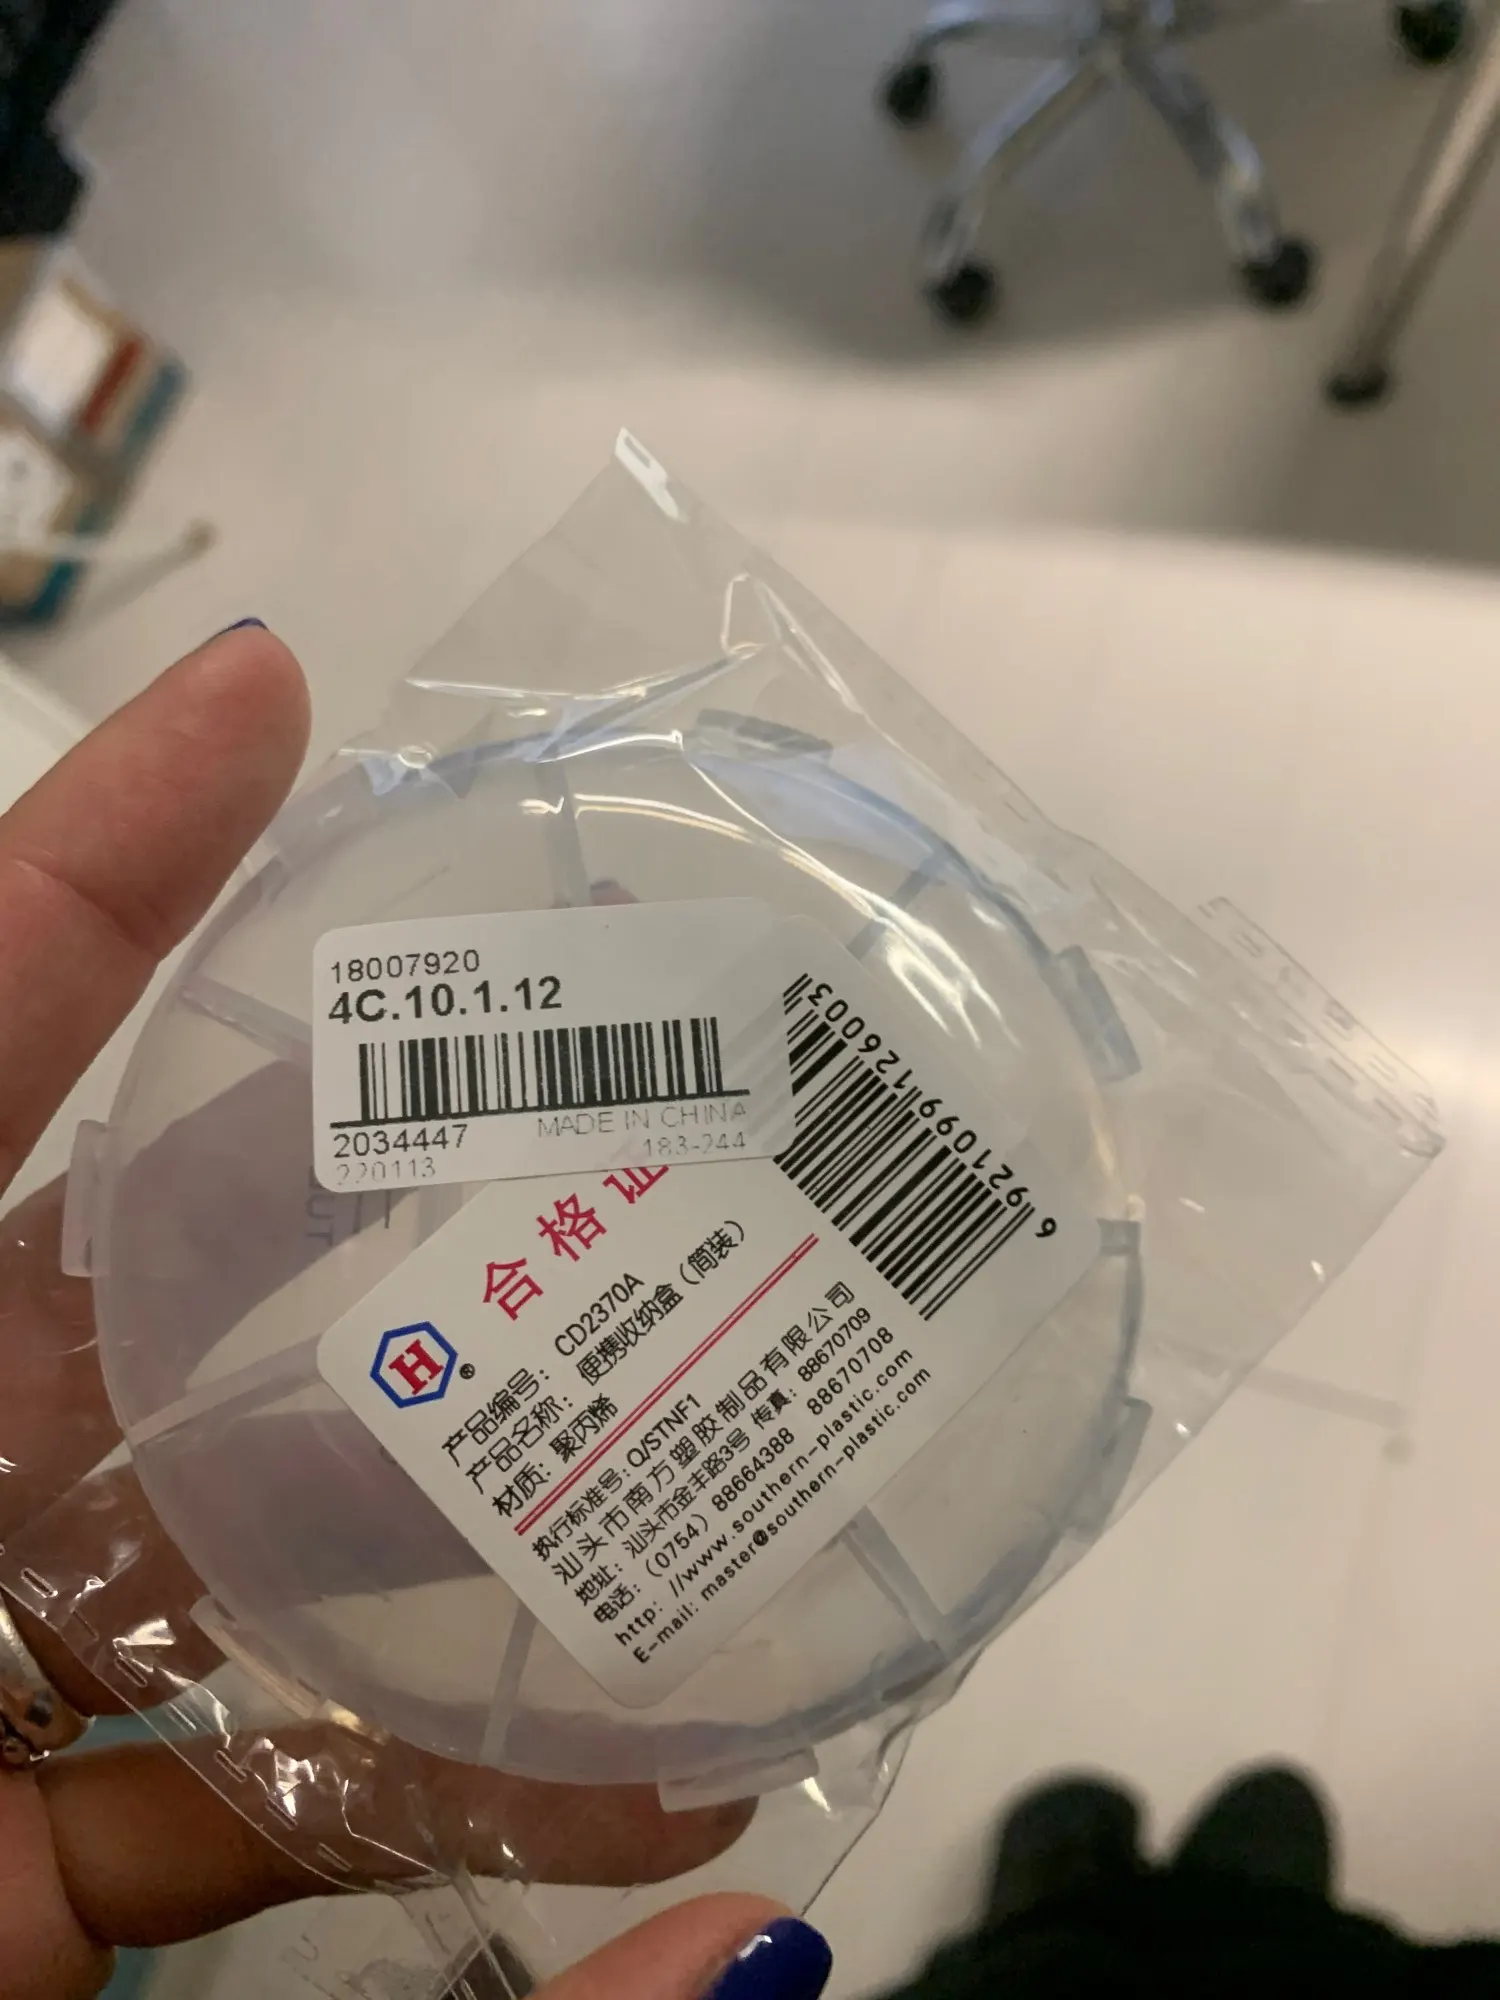 18007920
4C.10.1.12
2034447
MADE IN CHINA
220113
183-244
6921099126003
合格证
H®
产品编号: CD2370A
产品名称: 便携收纳盒(简装)
材质: 聚丙烯
执行标准号: Q/STNF1
汕头市南方塑胶制品有限公司
地址: 汕头市金丰路3号 传真: 88670709
电话: (0754) 88664388 88670708
http: //www.southern-plastic.com
E-mail: master@southern-plastic.com